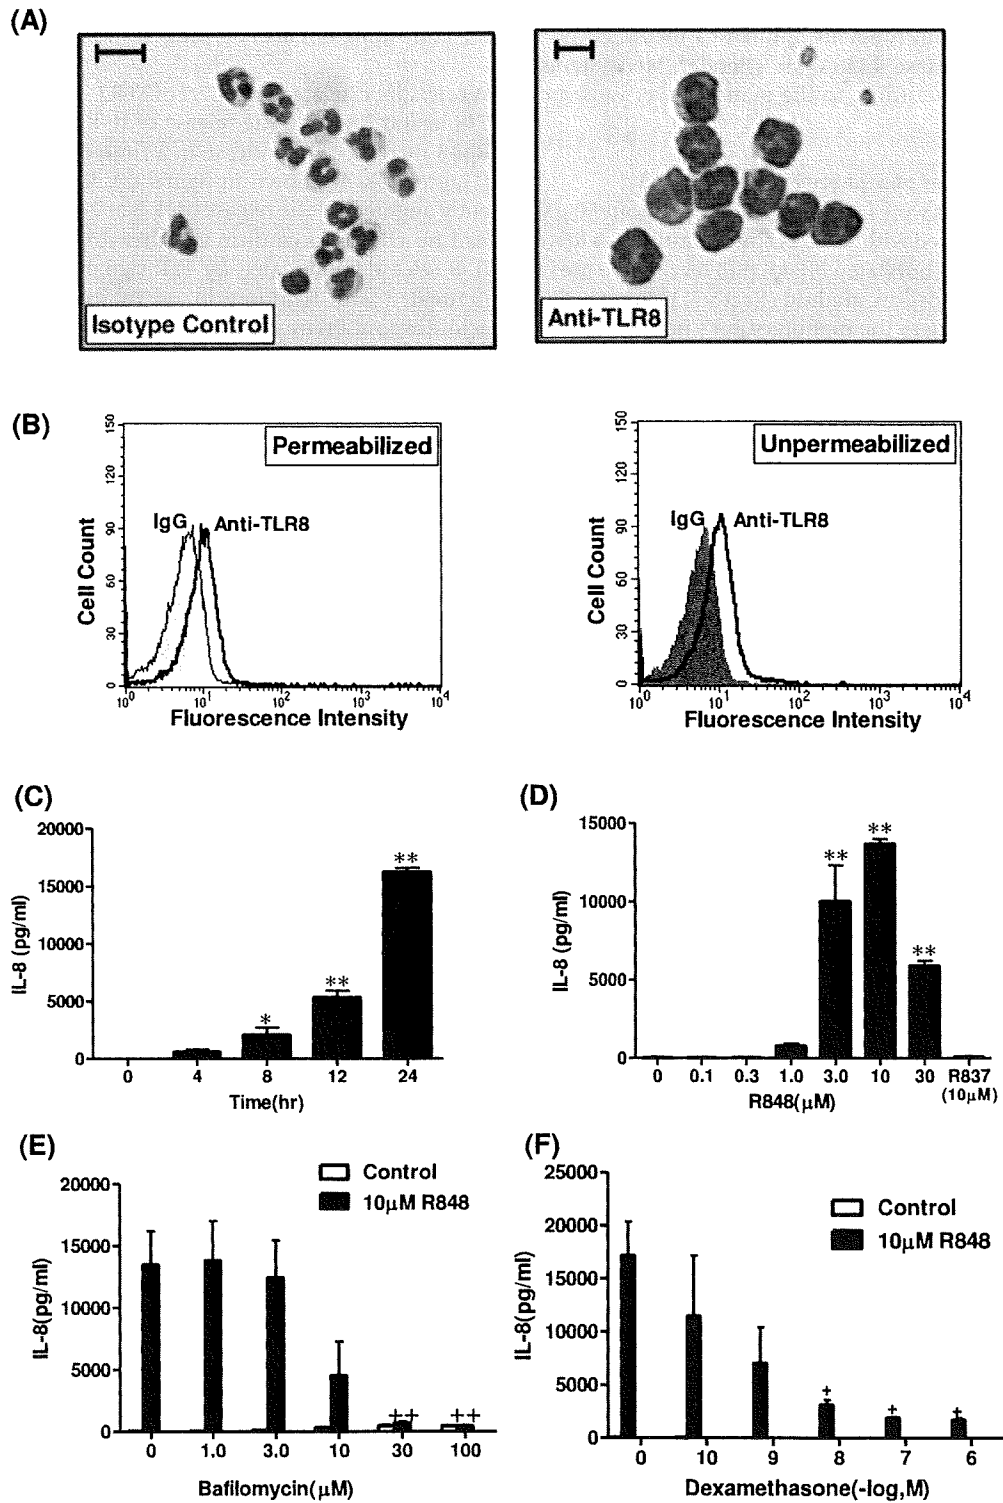 (A)
Isotype Control
Anti-TLR8
(B)
Permeabilized
IgG
Anti-TLR8
Cell Count
150
120
90
60
30
0
10^0
10^1
10^2
10^3
10^4
Fluorescence Intensity
Unpermeabilized
IgG
Anti-TLR8
Cell Count
150
120
90
60
30
0
10^0
10^1
10^2
10^3
10^4
Fluorescence Intensity
(C)
IL-8 (pg/ml)
20000
15000
10000
5000
0
*
**
**
0 4 8 12 24
Time(hr)
(D)
IL-8 (pg/ml)
15000
10000
5000
0
**
**
**
0 0.1 0.3 1.0 3.0 10 30 R837
(10μM)
R848(μM)
(E)
Control
10μM R848
IL-8(pg/ml)
20000
15000
10000
5000
0
++
++
0 1.0 3.0 10 30 100
Bafilomycin(μM)
(F)
Control
10μM R848
IL-8(pg/ml)
25000
20000
15000
10000
5000
0
+
+
+
0 10 9 8 7 6
Dexamethasone(-log,M)